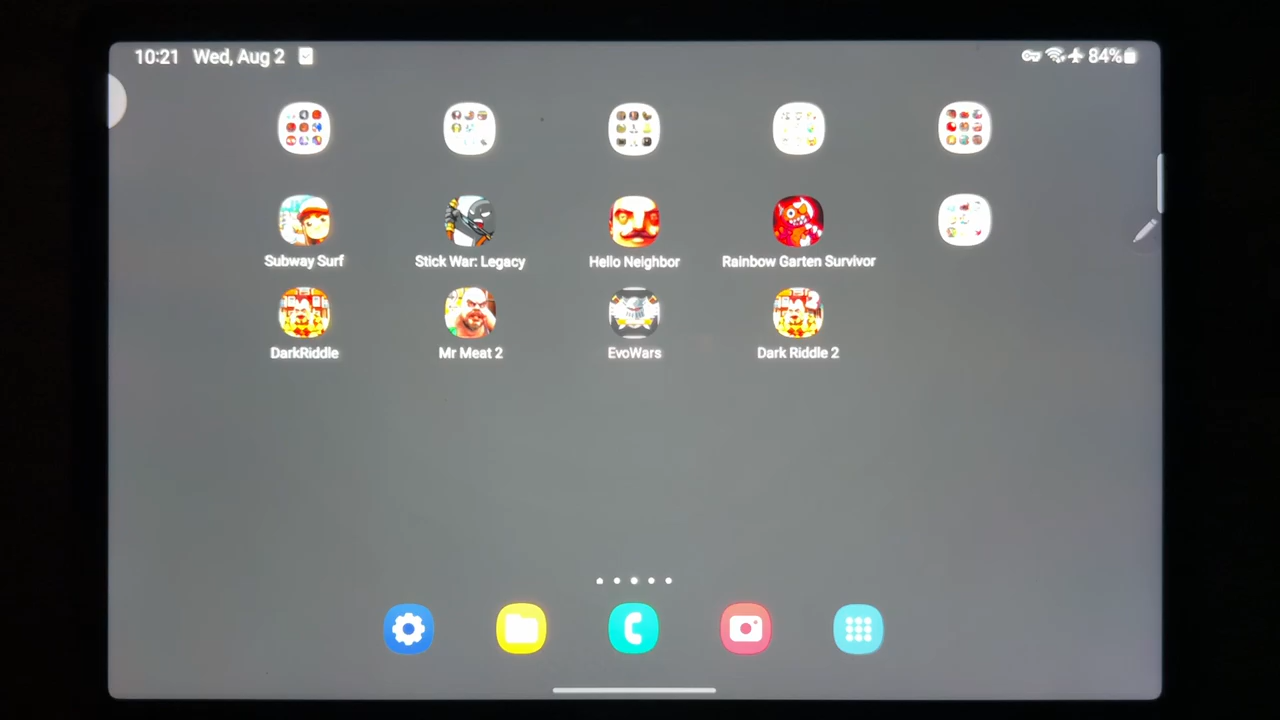 10:21 Wed, Aug 2 84%
Subway Surf Stick War: Legacy Hello Neighbor Rainbow Garten Survivor
DarkRiddle Mr Meat 2 EvoWars Dark Riddle 2